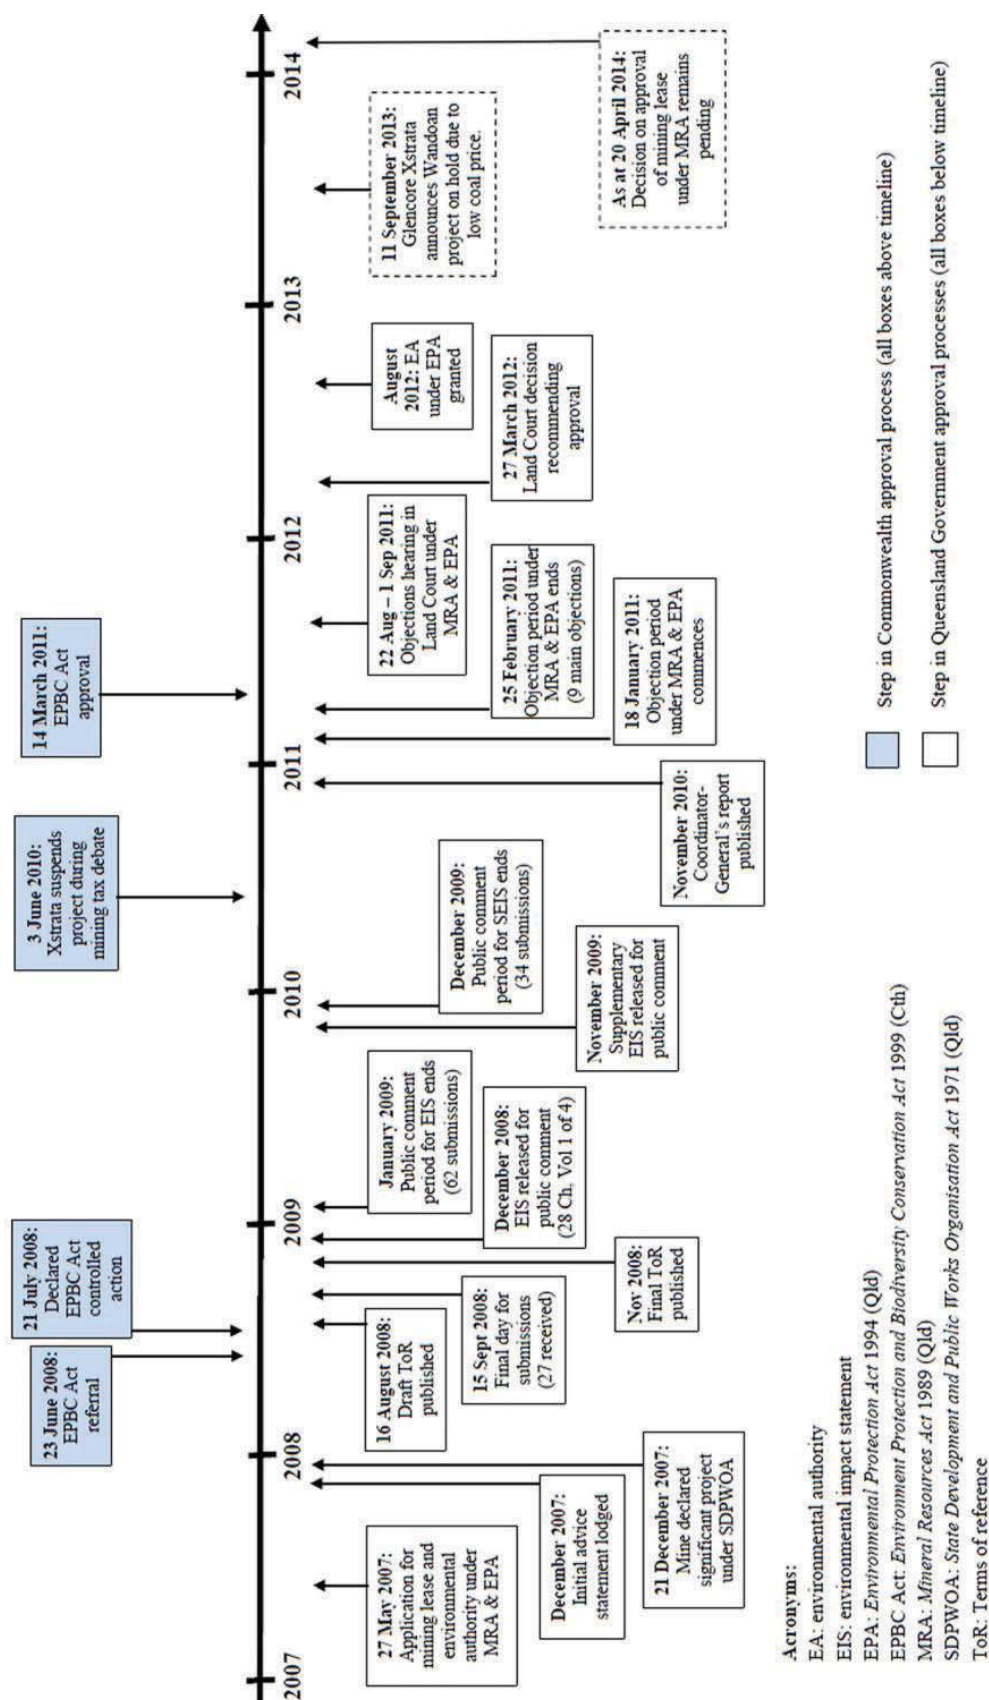 23 June 2008:
EPBC Act
referral
21 July 2008:
Declared
EPBC Act
controlled
action
3 June 2010:
Xstrata suspends
project during
mining tax debate
14 March 2011:
EPBC Act
approval
2007
2008
2009
2010
2011
2012
2013
2014
27 May 2007:
Application for
mining lease and
environmental
authority under
MRA & EPA
December 2007:
Initial advice
statement lodged
21 December 2007:
Mine declared
significant project
under SDPWOA
16 August 2008:
Draft ToR
published
15 Sept 2008:
Final day for
submissions
(27 received)
Nov 2008:
Final ToR
published
December 2008:
EIS released for
public comment
(28 Ch, Vol 1 of 4)
January 2009:
Public comment
period for EIS ends
(62 submissions)
November 2009:
Supplementary
EIS released for
public comment
December 2009:
Public comment
period for SEIS ends
(34 submissions)
November 2010:
Coordinator-
General's report
published
18 January 2011:
Objection period
under MRA & EPA
commences
25 February 2011:
Objection period under
MRA & EPA ends
(9 main objections)
22 Aug – 1 Sep 2011:
Objections hearing in
Land Court under
MRA & EPA
27 March 2012:
Land Court decision
recommending
approval
August
2012: EA
under EPA
granted
11 September 2013:
Glencore Xstrata
announces Wandoan
project on hold due to
low coal price.
As at 20 April 2014:
Decision on approval
of mining lease
under MRA remains
pending
Acronyms:
EA: environmental authority
EIS: environmental impact statement
EPA: Environmental Protection Act 1994 (Qld)
EPBC Act: Environment Protection and Biodiversity Conservation Act 1999 (Cth)
MRA: Mineral Resources Act 1989 (Qld)
SDPWOA: State Development and Public Works Organisation Act 1971 (Qld)
ToR: Terms of reference
Step in Commonwealth approval process (all boxes above timeline)
Step in Queensland Government approval processes (all boxes below timeline)